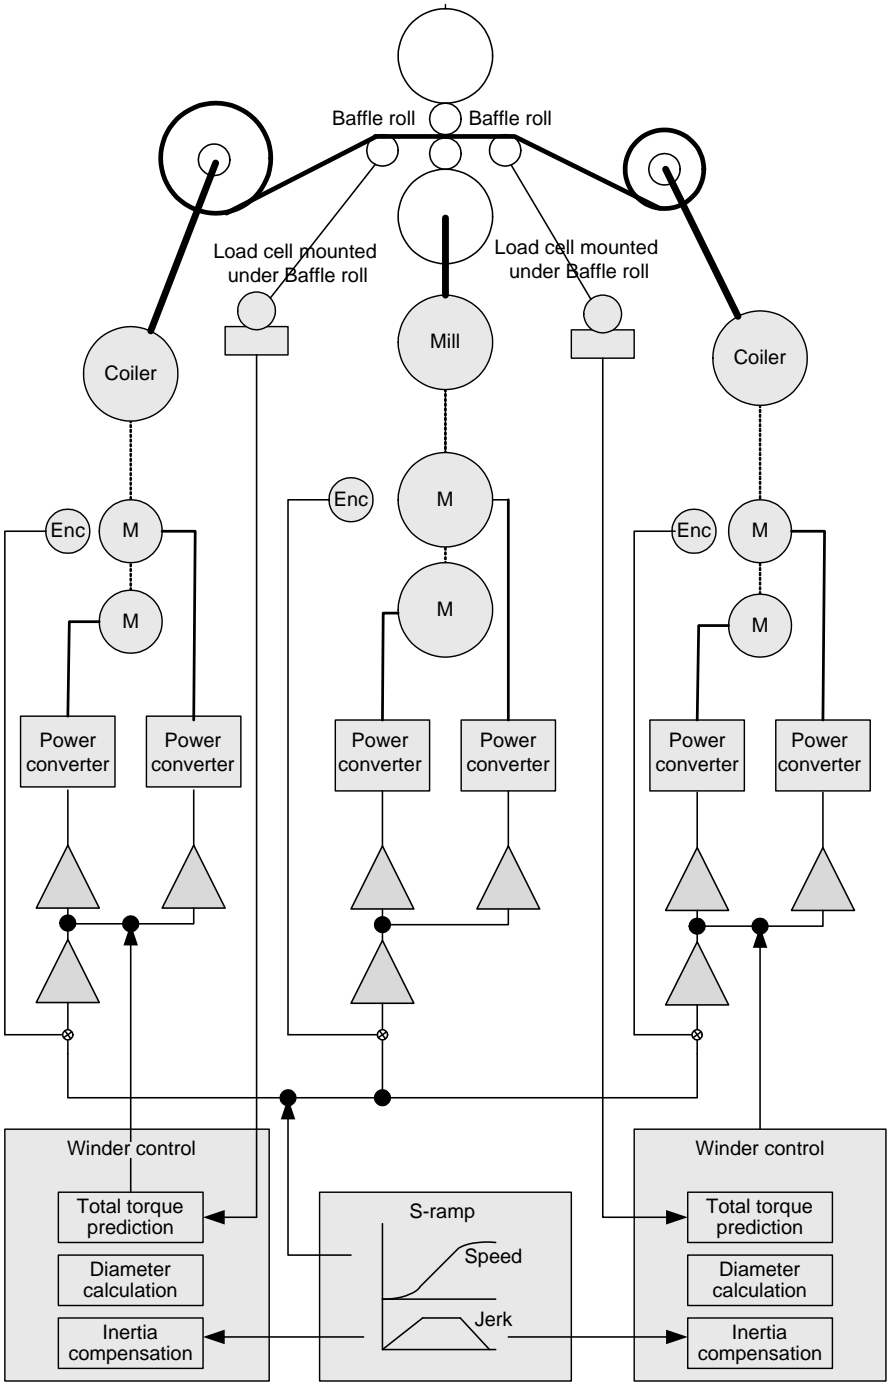 Baffle roll
Baffle roll
Load cell mounted
under Baffle roll
Load cell mounted
under Baffle roll
Coiler
Mill
Coiler
Enc
M
Enc
M
Enc
M
M
M
M
Power
converter
Power
converter
Power
converter
Power
converter
Power
converter
Power
converter
Winder control
Total torque
prediction
Diameter
calculation
Inertia
compensation
S-ramp
Speed
Jerk
Winder control
Total torque
prediction
Diameter
calculation
Inertia
compensation